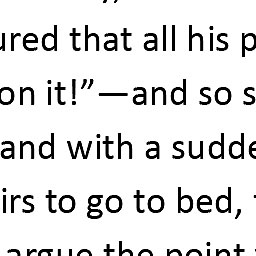 ured that all his p
on it!”—and so s
and with a sudde
irs to go to bed,
argue the point